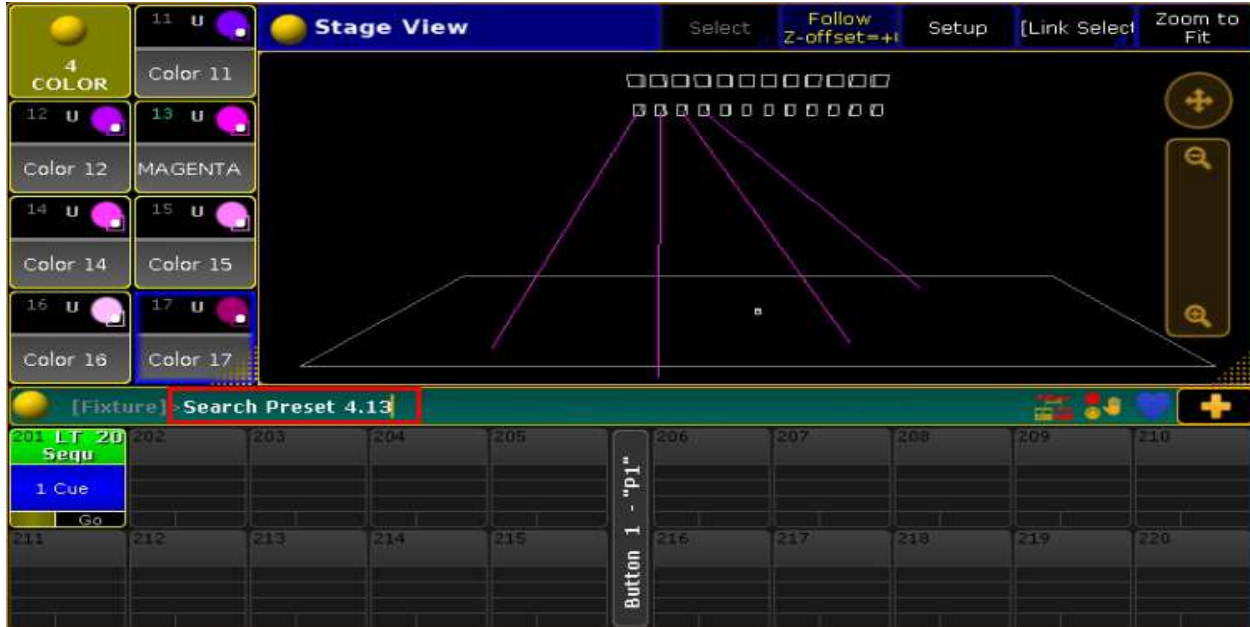 4
COLOR
11 U
Color 11
12 U
Color 12
13 U
MAGENTA
14 U
Color 14
15 U
Color 15
16 U
Color 16
17 U
Color 17
Stage View
Select
Follow
Z-offset=+
Setup
[Link Select
Zoom to
Fit
[Fixture]>Search Preset 4.13
201 LT 20
Sequ
1 Cue
Go
202
203
204
205
Button 1 - "p1"
206
207
208
209
210
211
212
213
214
215
216
217
218
219
220